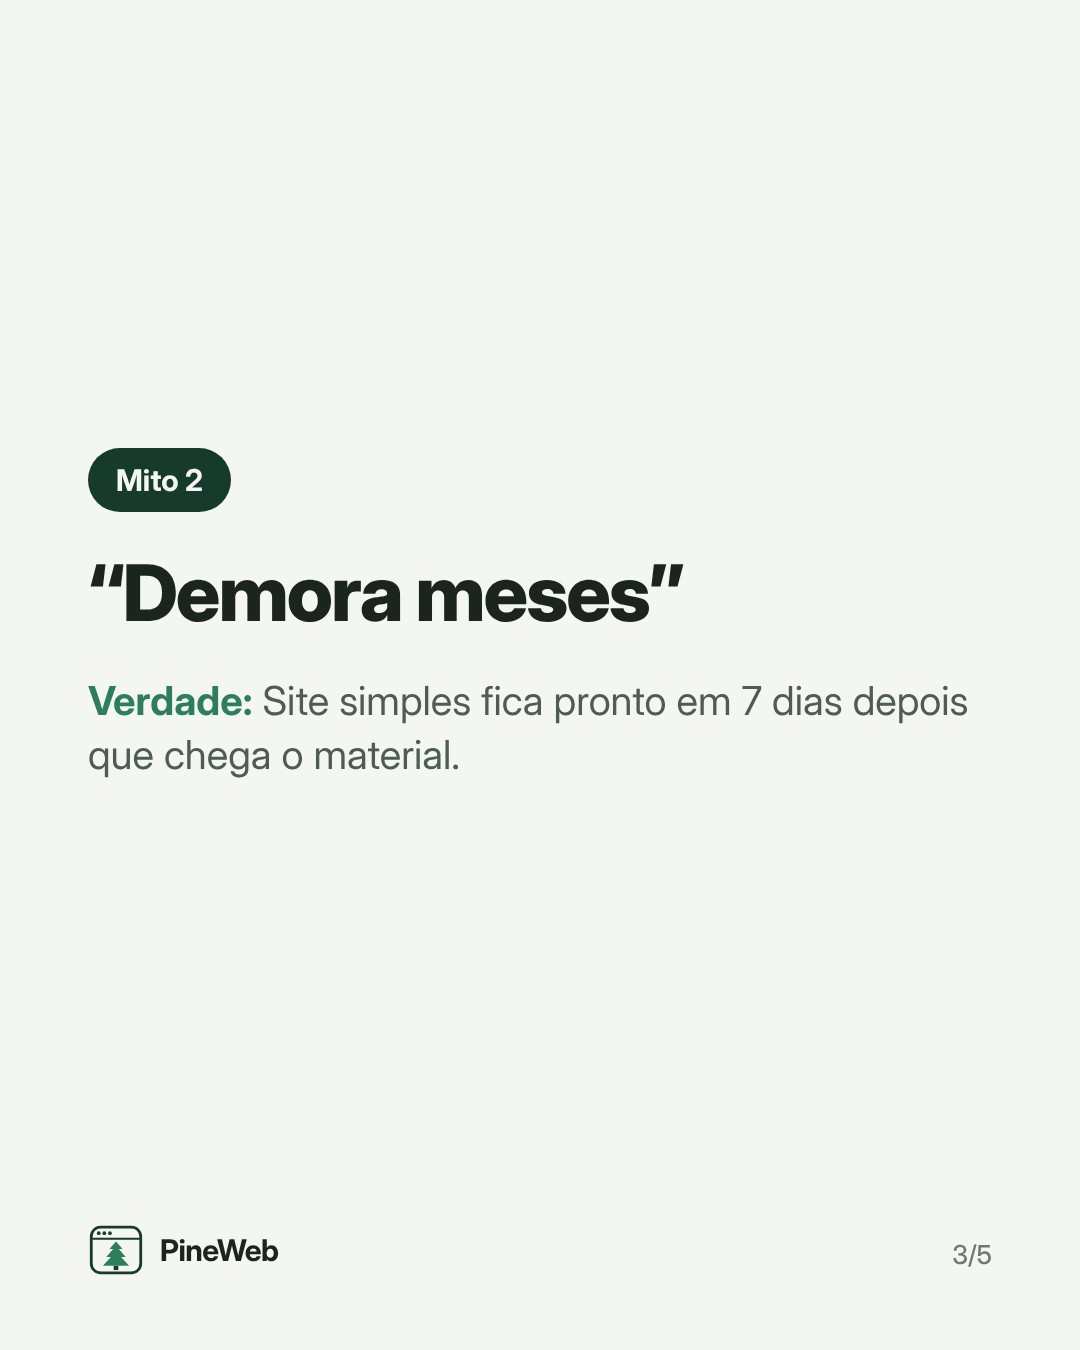 Mito 2
“Demora meses”
Verdade: Site simples fica pronto em 7 dias depois
que chega o material.
PineWeb
3/5